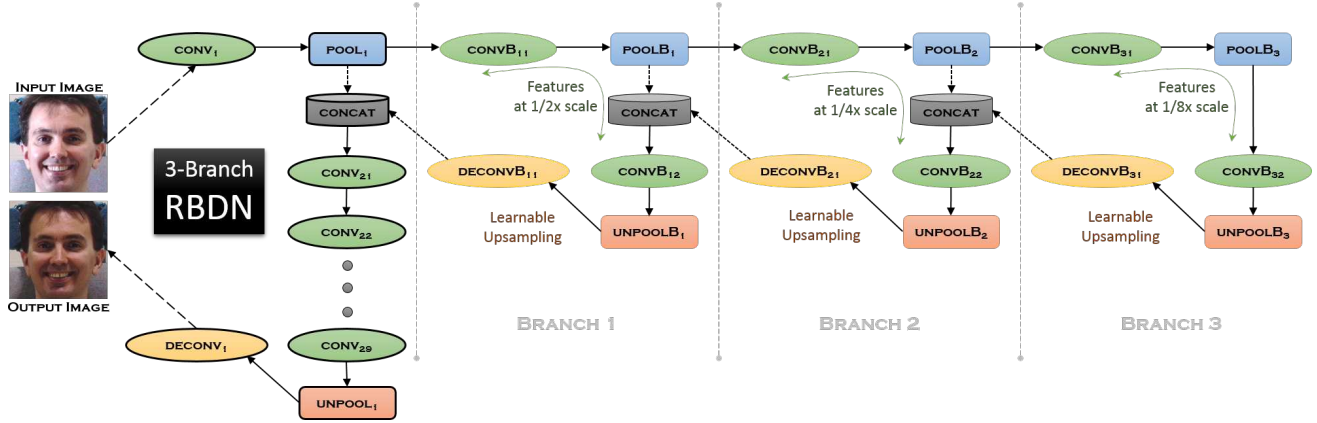 CONV1
POOL1
CONVB11
POOLB1
CONVB21
POOLB2
CONVB31
POOLB3
INPUT IMAGE
Features
at 1/2x scale
Features
at 1/4x scale
Features
at 1/8x scale
CONCAT
CONCAT
CONCAT
3-Branch
RBDN
CONV21
DECONVB11
CONVB12
DECONVB21
CONVB22
DECONVB31
CONVB32
CONV22
Learnable
Upsampling
UNPOOLB1
Learnable
Upsampling
UNPOOLB2
Learnable
Upsampling
UNPOOLB3
OUTPUT IMAGE
BRANCH 1
BRANCH 2
BRANCH 3
DECONV1
CONV29
UNPOOL1